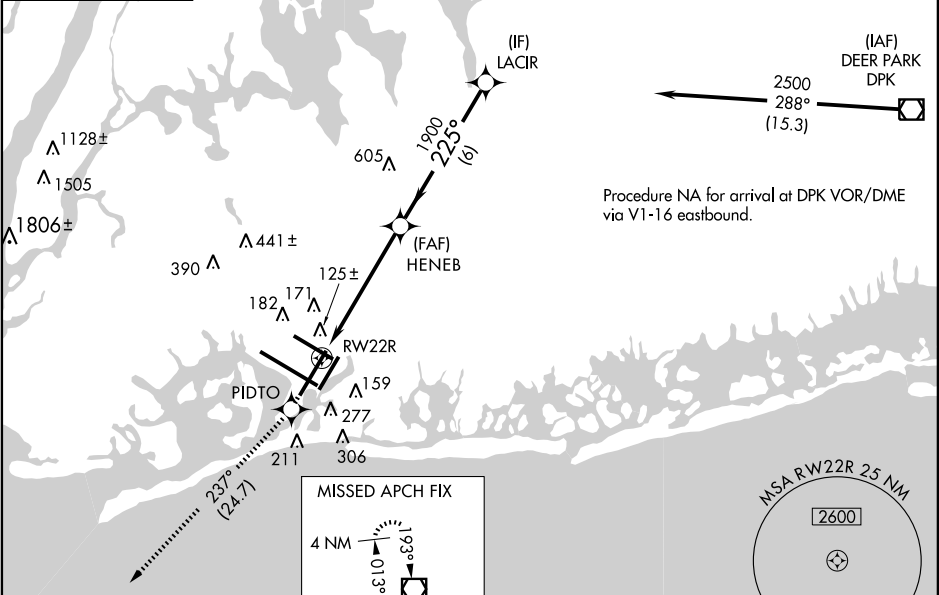 (IF)
LACIR
(IAF)
DEER PARK
DPK
2500
288°
(15.3)
1900
225°
(6)
1128±
605
1505
Procedure NA for arrival at DPK VOR/DME
via V1-16 eastbound.
1806±
441±
(FAF)
HENEB
390
125±
171
182
RW22R
159
PIDTO
277
211
306
237°
(24.7)
MISSED APCH FIX
4 NM
193°
013°
MSA RW22R 25 NM
2600